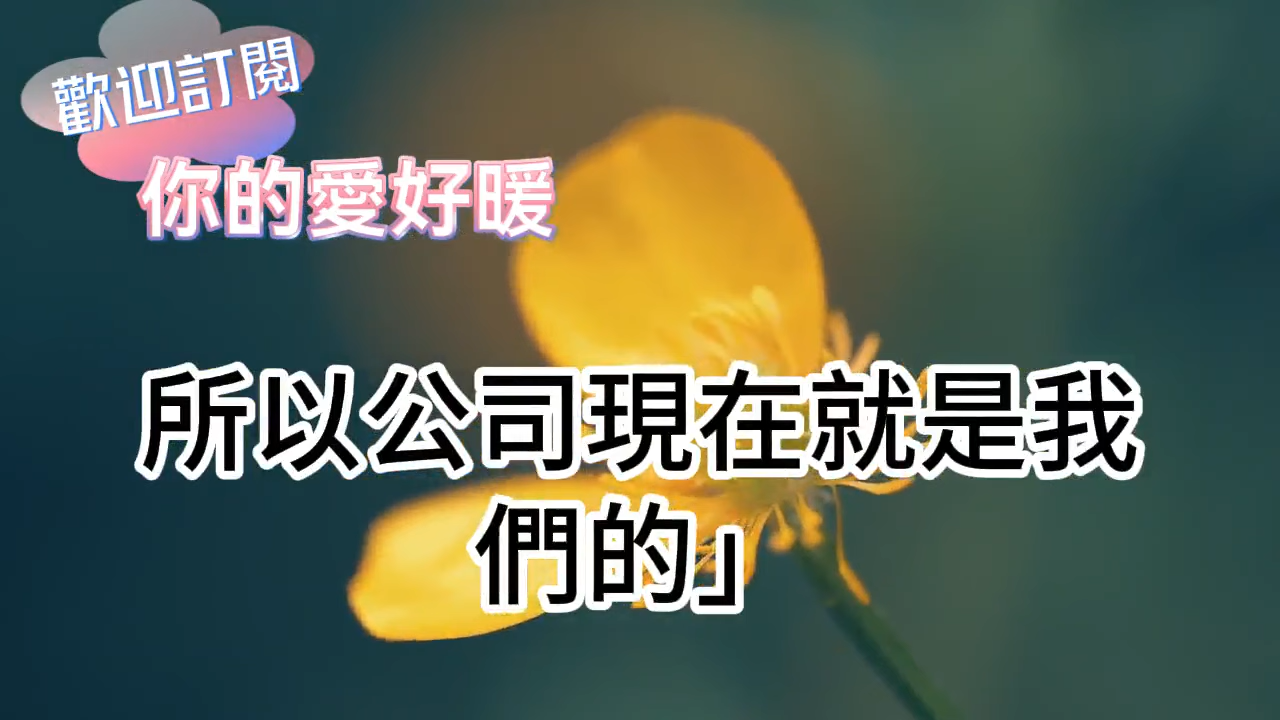 歡迎訂閱
你的愛好暖
所以公司現在就是我
們的」